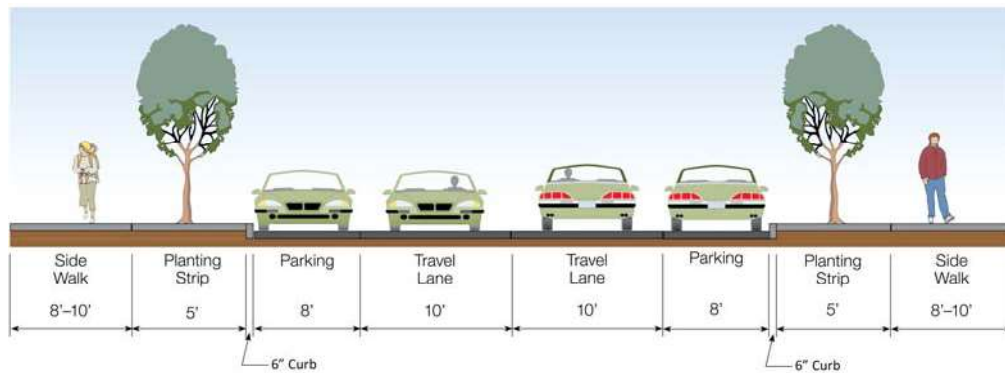 Side
Walk
8'–10'
Planting
Strip
5'
Parking
8'
Travel
Lane
10'
Travel
Lane
10'
Parking
8'
Planting
Strip
5'
Side
Walk
8'–10'
6" Curb
6" Curb